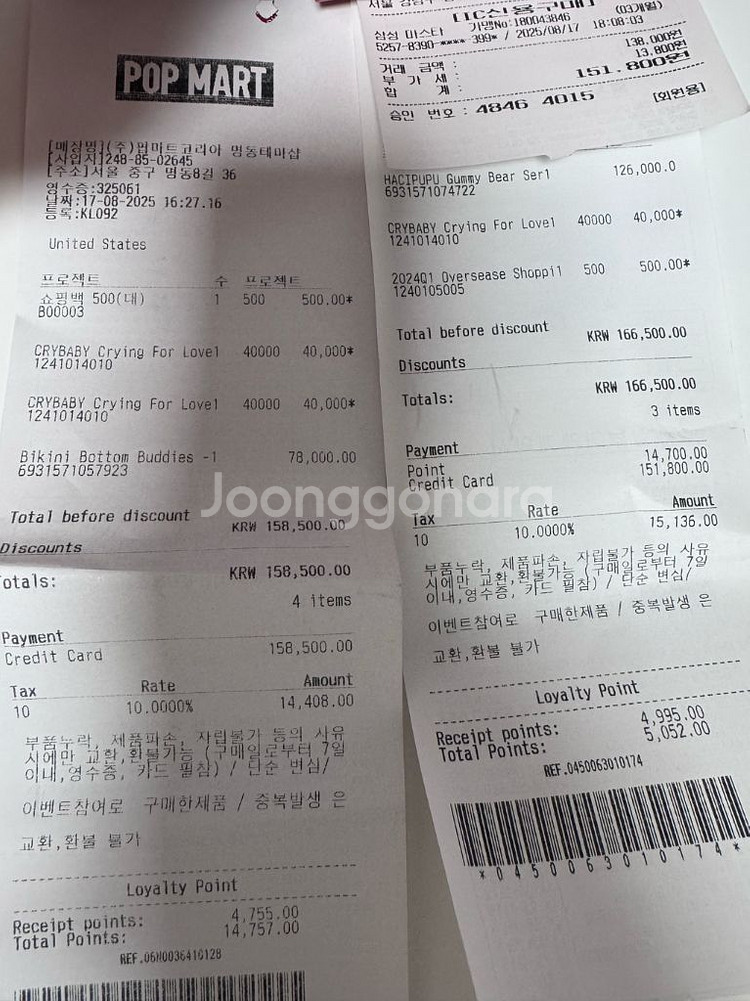 POP MART
[매장명](주)팝마트코리아 명동테마샵
[사업자]248-85-02645
[주소]서울 중구 명동8길 36
영수증:325061
날짜:17-08-2025 16:27.16
등록:KL092
United States
프로젝트 수 프로젝트
쇼핑백 500(대) 1 500 500.00*
B00003
CRYBABY Crying For Love1 40000 40,000*
1241014010
CRYBABY Crying For Love1 40000 40,000*
1241014010
Bikini Bottom Buddies -1 78,000.00
6931571057923
Total before discount
KRW 158,500.00
Discounts
otals: KRW 158,500.00
4 items
Payment
Credit Card 158,500.00
Tax Rate Amount
10 10.0000% 14,408.00
부품누락, 제품파손, 자립불가 등의 사유
시에만 교환,환불가능 (구매일로부터 7일
이내,영수증, 카드 필참) / 단순 변심/
이벤트참여로 구매한제품 / 중복발생 은
교환,환불 불가
Loyalty Point
Receipt points: 4,755.00
Total Points: 14,757.00
REF.06H0036410128
[IC신용구매]
삼성 마스타 가맹No:180043846 (03개월)
5257-8390-****-399* / 2025/08/17 18:08:03
거래 금액 : 138,000원
부 가 세 : 13,800원
합 계 : 151,800원
승인 번호 : 4846 4015 [회원용]
HACIPUPU Gummy Bear Ser1 126,000.0
6931571074722
CRYBABY Crying For Love1 40000 40,000*
1241014010
2024Q1 Oversease Shoppi1 500 500.00*
1240105005
Total before discount KRW 166,500.00
Discounts
Totals: KRW 166,500.00
3 items
Payment
Point 14,700.00
Credit Card 151,800.00
Tax Rate Amount
10 10.0000% 15,136.00
부품누락, 제품파손, 자립불가 등의 사유
시에만 교환,환불가능 (구매일로부터 7일
이내,영수증, 카드 필참) / 단순 변심/
이벤트참여로 구매한제품 / 중복발생 은
교환,환불 불가
Loyalty Point
Receipt points: 4,995.00
Total Points: 5,052.00
REF.0450063010174
*0450063010174*
Joonggonara